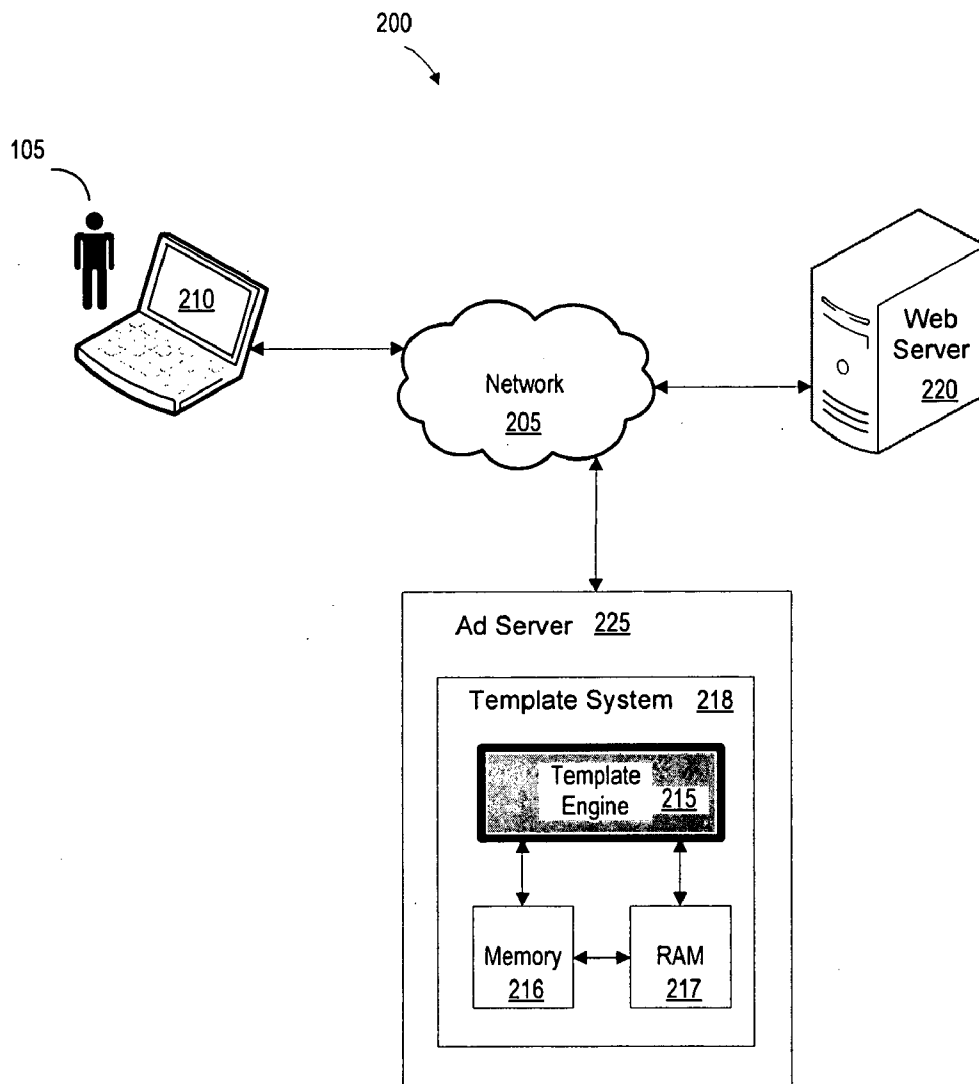 200
105
210
Network
205
Web
Server
220
Ad Server 225
Template System 218
Template
Engine 215
Memory
216
RAM
217